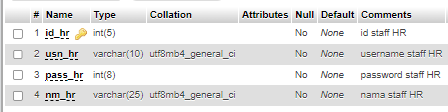 # Name Type Collation Attributes Null Default Comments
1 id_hr int(5) No None id staff HR
2 usn_hr varchar(10) utf8mb4_general_ci No None username staff HR
3 pass_hr int(8) No None password staff HR
4 nm_hr varchar(25) utf8mb4_general_ci No None nama staff HR